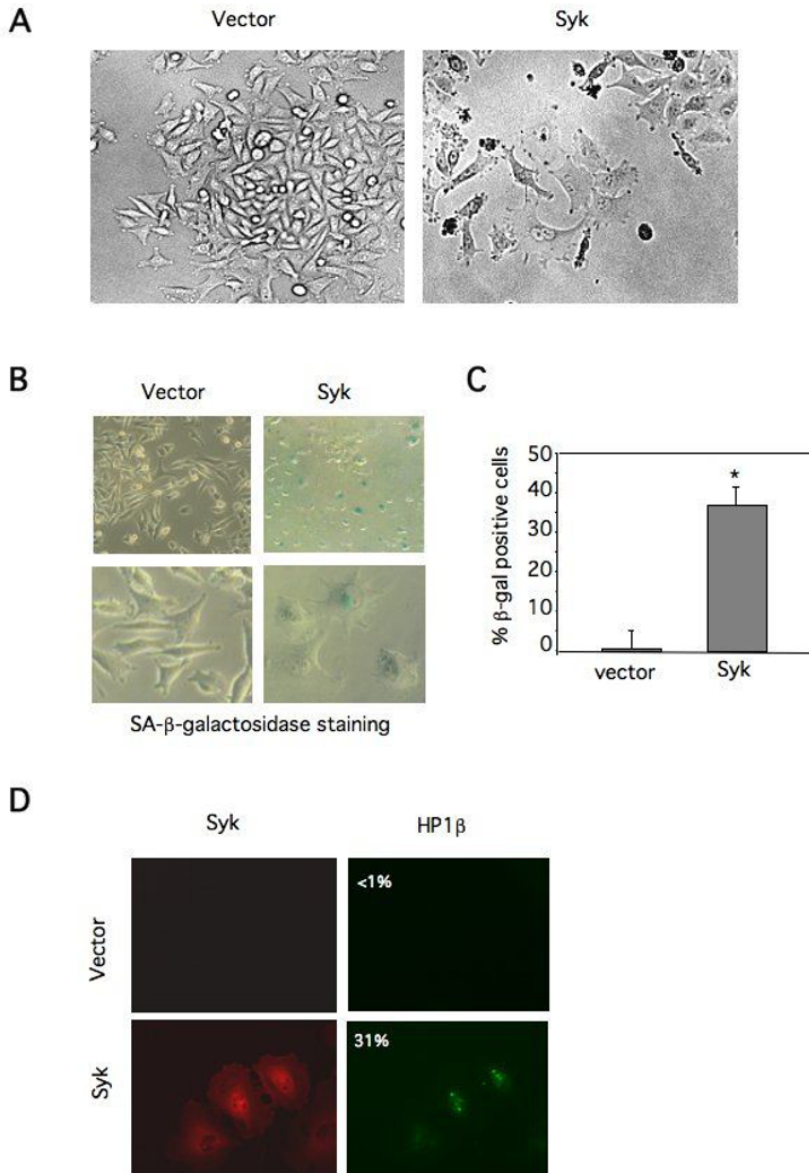 A
Vector Syk
B
Vector Syk
SA-β-galactosidase staining
C
% β-gal positive cells
50
40
30
20
10
0
*
vector Syk
D
Syk HP1β
Vector
<1%
Syk
31%